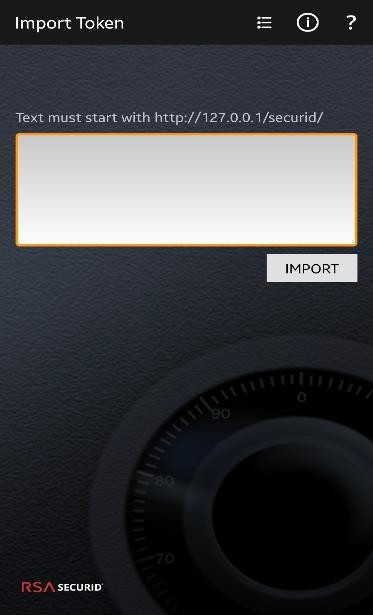 Import Token
?
Text must start with http://127.0.0.1/securid/
IMPORT
0
90
80
70
RSA SECURID